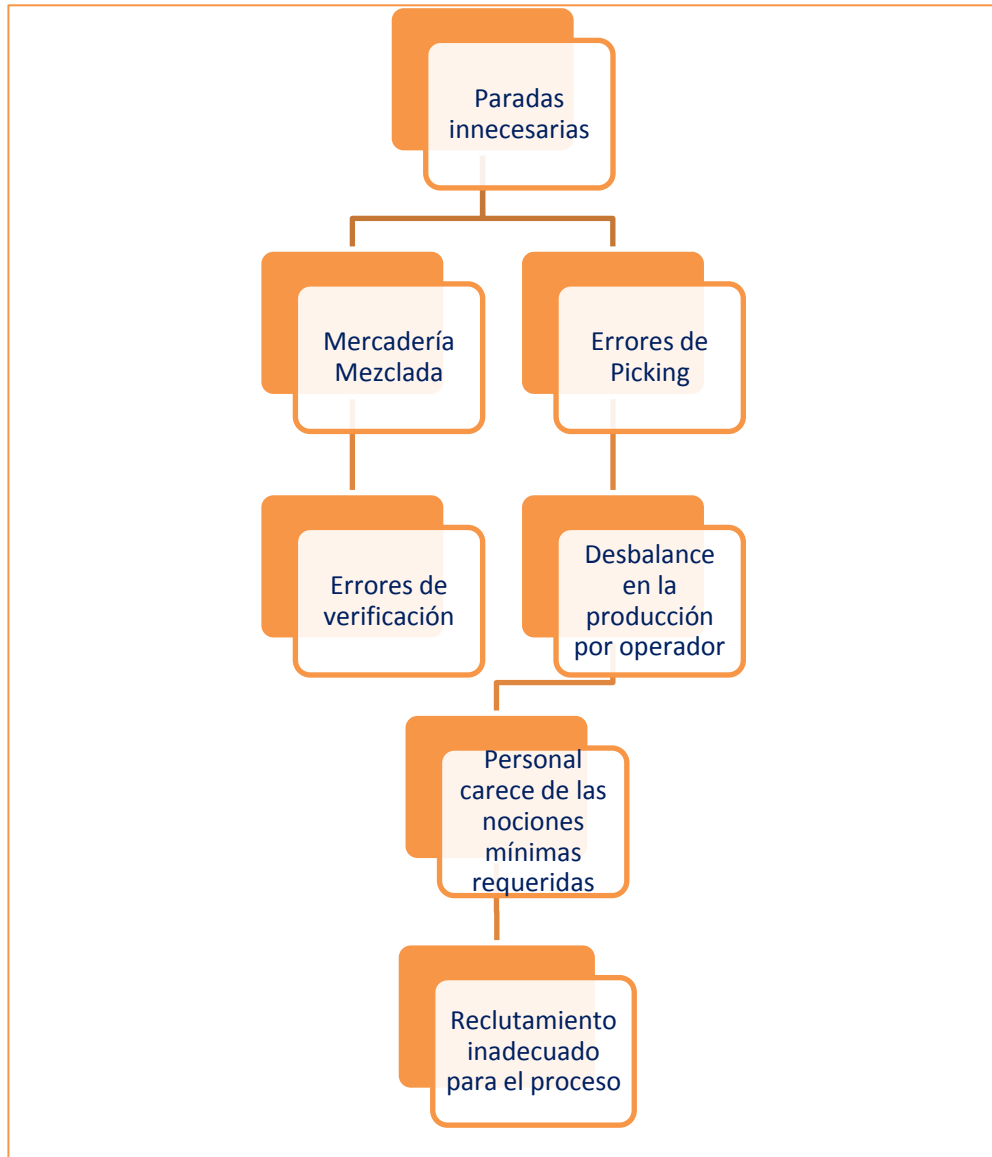 Paradas
innecesarias
Mercadería
Mezclada
Errores de
Picking
Errores de
verificación
Desbalance
en la
producción
por operador
Personal
carece de las
nociones
mínimas
requeridas
Reclutamiento
inadecuado
para el proceso